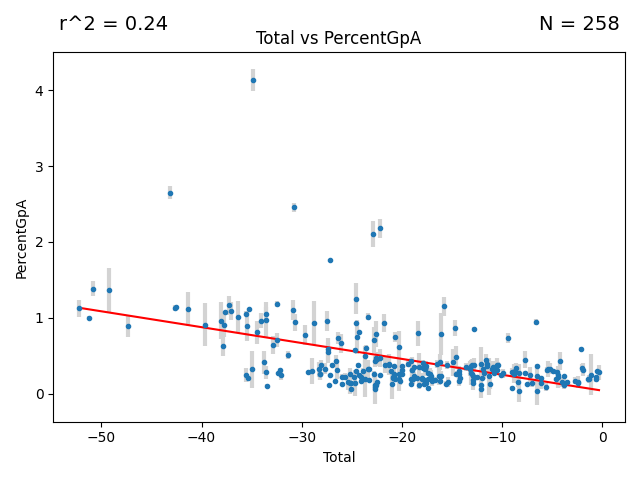 r^2 = 0.24
N = 258
Total vs PercentGpA
PercentGpA
4
3
2
1
0
−50
−40
−30
−20
−10
0
Total